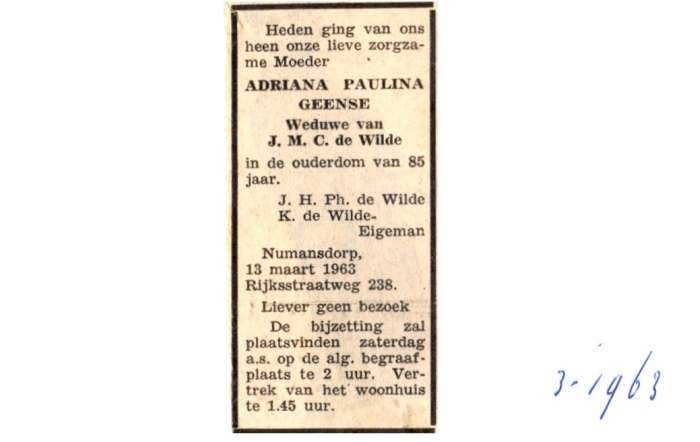 Heden ging van ons
heen onze lieve zorgza-
me Moeder
ADRIANA PAULINA
GEENSE
Weduwe van
J. M. C. de Wilde
in de ouderdom van 85
jaar.
J. H. Ph. de Wilde
K. de Wilde-
Eigeman
Numansdorp,
13 maart 1963
Rijksstraatweg 238.
Liever geen bezoek
De bijzetting zal
plaatsvinden zaterdag
a.s. op de alg. begraaf-
plaats te 2 uur. Ver-
trek van het woonhuis
te 1.45 uur.
3-1963